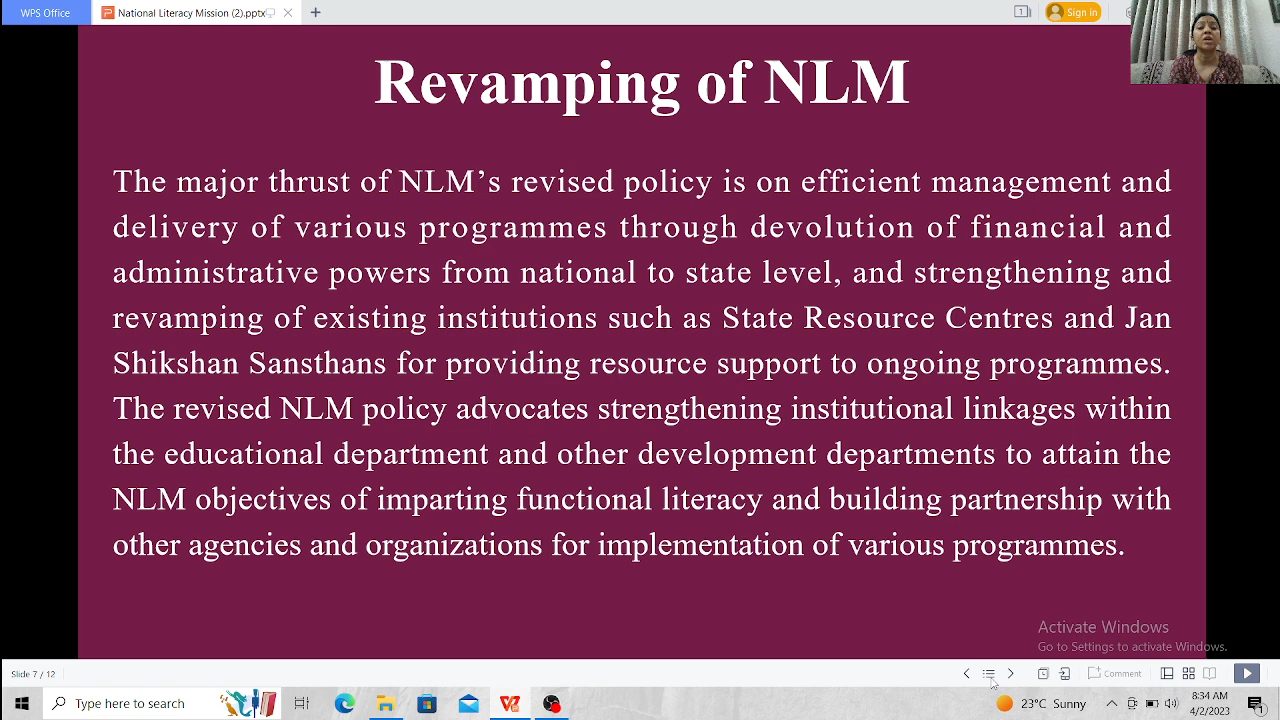 WPS Office
National Literacy Mission (2).pptx
Sign in
Revamping of NLM
The major thrust of NLM’s revised policy is on efficient management and
delivery of various programmes through devolution of financial and
administrative powers from national to state level, and strengthening and
revamping of existing institutions such as State Resource Centres and Jan
Shikshan Sansthans for providing resource support to ongoing programmes.
The revised NLM policy advocates strengthening institutional linkages within
the educational department and other development departments to attain the
NLM objectives of imparting functional literacy and building partnership with
other agencies and organizations for implementation of various programmes.
Activate Windows
Go to Settings to activate Windows.
Slide 7 / 12
Comment
Type here to search
23°C Sunny
8:34 AM
4/2/2023